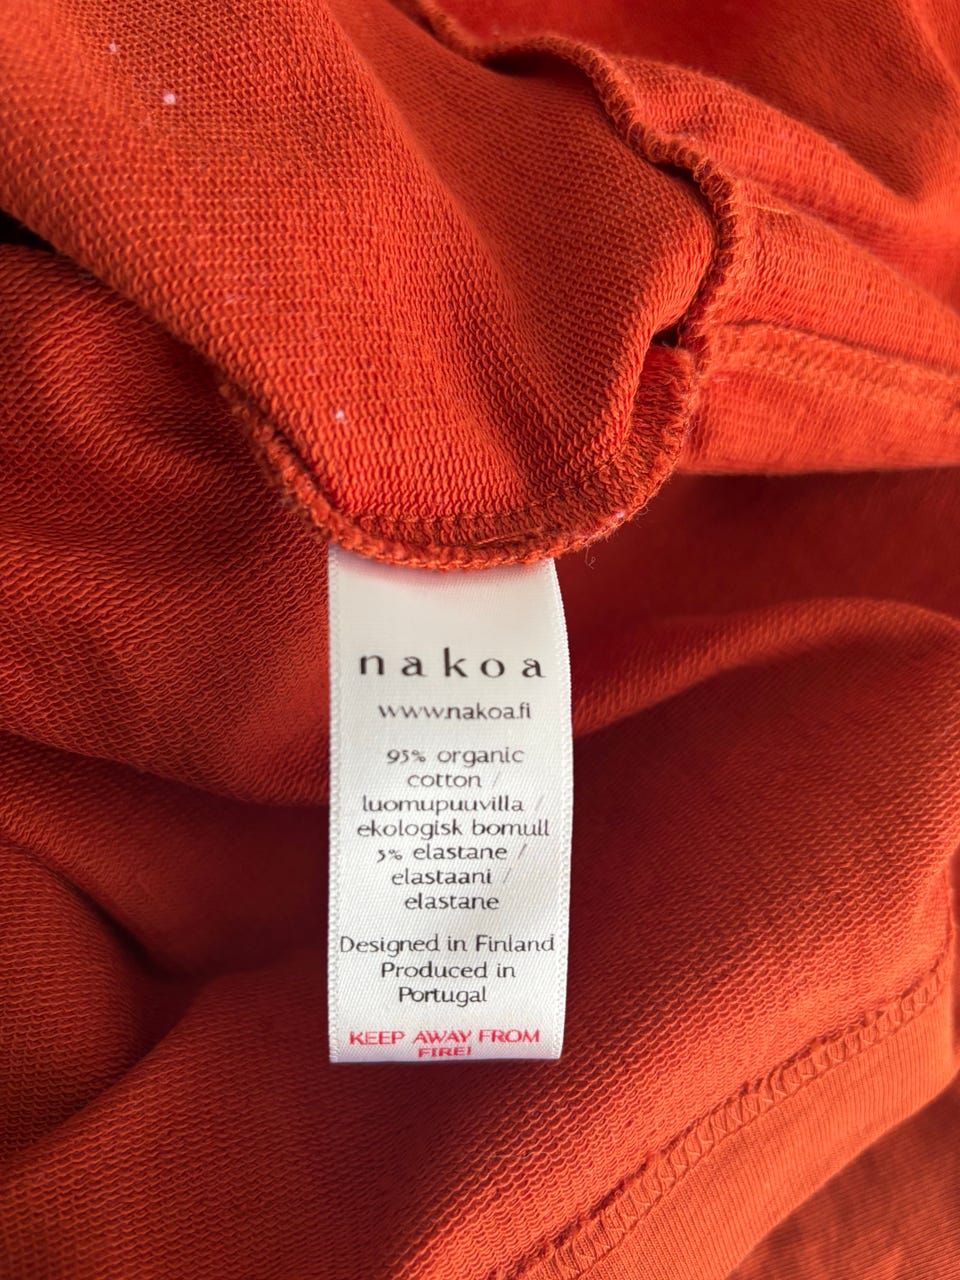 nakoa
www.nakoa.fi
95% organic
cotton /
luomupuuvilla /
ekologisk bomull
5% elastane /
elastaani /
elastane
Designed in Finland
Produced in
Portugal
KEEP AWAY FROM
FIRE!